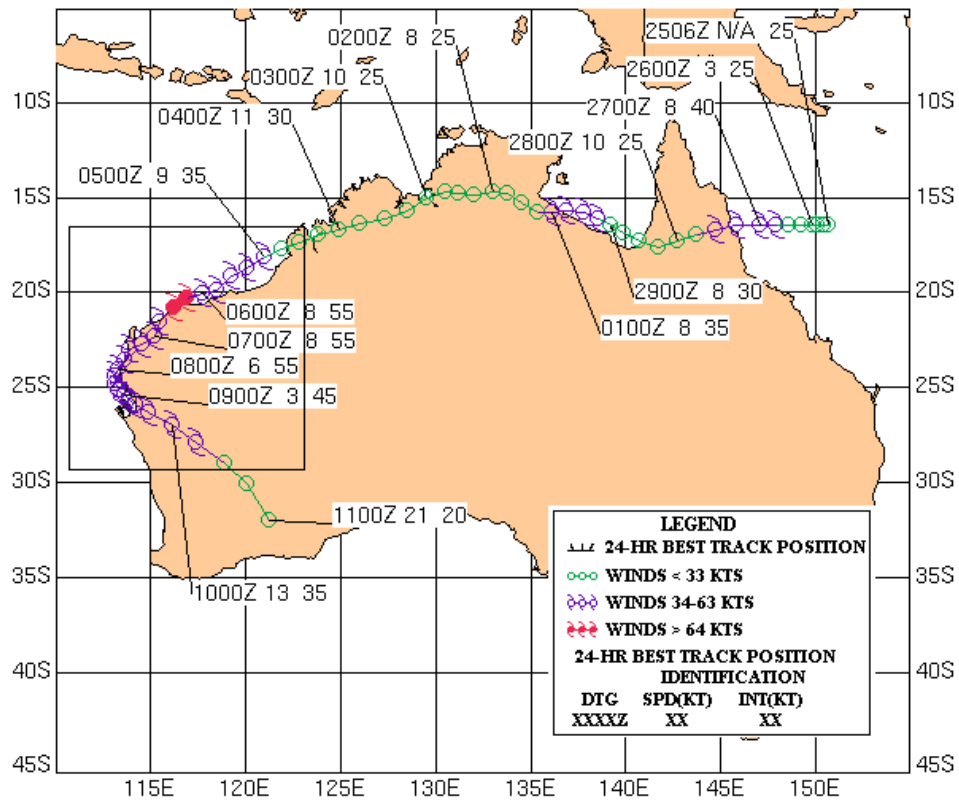 0200Z 8 25
2506Z N/A 25
0300Z 10 25
2600Z 3 25
10S
10S
0400Z 11 30
2700Z 8 40
2800Z 10 25
0500Z 9 35
15S
15S
20S
20S
2900Z 8 30
0600Z 8 55
0100Z 8 35
0700Z 8 55
0800Z 6 55
25S
25S
0900Z 3 45
30S
30S
1100Z 21 20
LEGEND
24-HR BEST TRACK POSITION
WINDS < 33 KTS
35S
35S
1000Z 13 35
WINDS 34-63 KTS
WINDS > 64 KTS
24-HR BEST TRACK POSITION
IDENTIFICATION
DTG SPD(KT) INT(KT)
XXXXZ XX XX
40S
40S
45S
45S
115E 120E 125E 130E 135E 140E 145E 150E